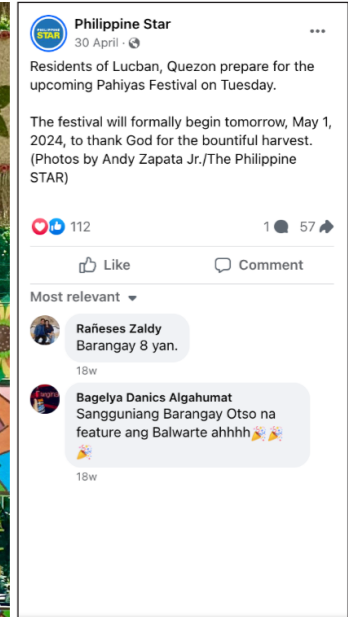 PHILIPPINE
STAR
Philippine Star
30 April ·
Residents of Lucban, Quezon prepare for the
upcoming Pahiyas Festival on Tuesday.
The festival will formally begin tomorrow, May 1,
2024, to thank God for the bountiful harvest.
(Photos by Andy Zapata Jr./The Philippine
STAR)
112
1 57
Like Comment
Most relevant
Rañeses Zaldy
Barangay 8 yan.
18w
Bagelya Danics Algahumat
Sangguniang Barangay Otso na
feature ang Balwarte ahhhh🎉🎉
🎉
18w